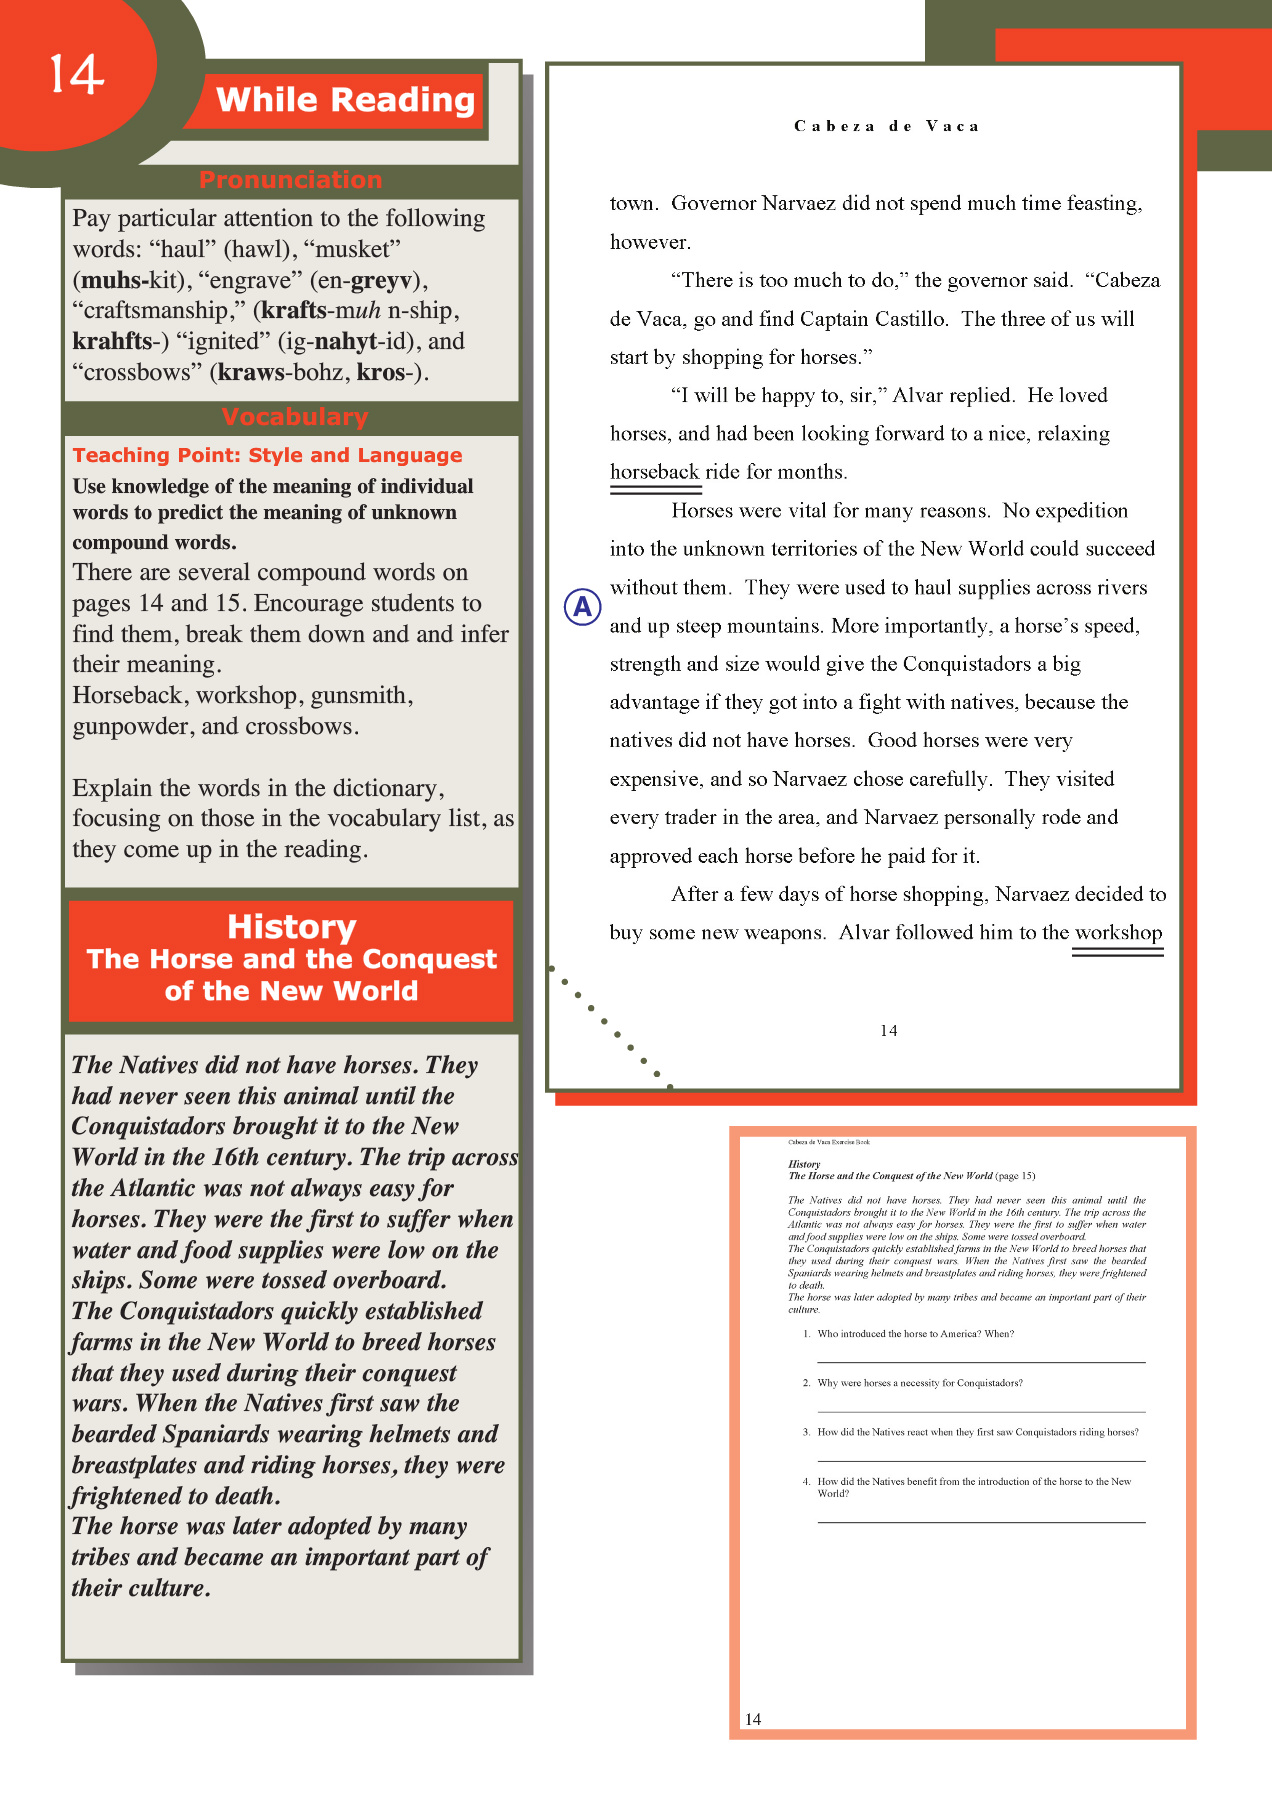 14
While Reading
Pronunciation
Pay particular attention to the following
words: “haul” (hawl), “musket”
(muhs-kit), “engrave” (en-greyv),
“craftsmanship,” (krafts-muh n-ship,
krahfts-) “ignited” (ig-nahyt-id), and
“crossbows” (kraws-bohz, kros-).
Vocabulary
Teaching Point: Style and Language
Use knowledge of the meaning of individual
words to predict the meaning of unknown
compound words.
There are several compound words on
pages 14 and 15. Encourage students to
find them, break them down and and infer
their meaning.
Horseback, workshop, gunsmith,
gunpowder, and crossbows.
Explain the words in the dictionary,
focusing on those in the vocabulary list, as
they come up in the reading.
History
The Horse and the Conquest
of the New World
The Natives did not have horses. They
had never seen this animal until the
Conquistadors brought it to the New
World in the 16th century. The trip across
the Atlantic was not always easy for
horses. They were the first to suffer when
water and food supplies were low on the
ships. Some were tossed overboard.
The Conquistadors quickly established
farms in the New World to breed horses
that they used during their conquest
wars. When the Natives first saw the
bearded Spaniards wearing helmets and
breastplates and riding horses, they were
frightened to death.
The horse was later adopted by many
tribes and became an important part of
their culture.
Cabeza de Vaca
town. Governor Narvaez did not spend much time feasting,
however.
“There is too much to do,” the governor said. “Cabeza
de Vaca, go and find Captain Castillo. The three of us will
start by shopping for horses.”
“I will be happy to, sir,” Alvar replied. He loved
horses, and had been looking forward to a nice, relaxing
horseback ride for months.
Horses were vital for many reasons. No expedition
into the unknown territories of the New World could succeed
without them. They were used to haul supplies across rivers
A
and up steep mountains. More importantly, a horse’s speed,
strength and size would give the Conquistadors a big
advantage if they got into a fight with natives, because the
natives did not have horses. Good horses were very
expensive, and so Narvaez chose carefully. They visited
every trader in the area, and Narvaez personally rode and
approved each horse before he paid for it.
After a few days of horse shopping, Narvaez decided to
buy some new weapons. Alvar followed him to the workshop
14
Cabeza de Vaca Exercise Book
History
The Horse and the Conquest of the New World (page 15)
The Natives did not have horses. They had never seen this animal until the
Conquistadors brought it to the New World in the 16th century. The trip across the
Atlantic was not always easy for horses. They were the first to suffer when water
and food supplies were low on the ships. Some were tossed overboard.
The Conquistadors quickly established farms in the New World to breed horses that
they used during their conquest wars. When the Natives first saw the bearded
Spaniards wearing helmets and breastplates and riding horses, they were frightened
to death.
The horse was later adopted by many tribes and became an important part of their
culture.
1. Who introduced the horse to America? When?
2. Why were horses a necessity for Conquistadors?
3. How did the Natives react when they first saw Conquistadors riding horses?
4. How did the Natives benefit from the introduction of the horse to the New
World?
14